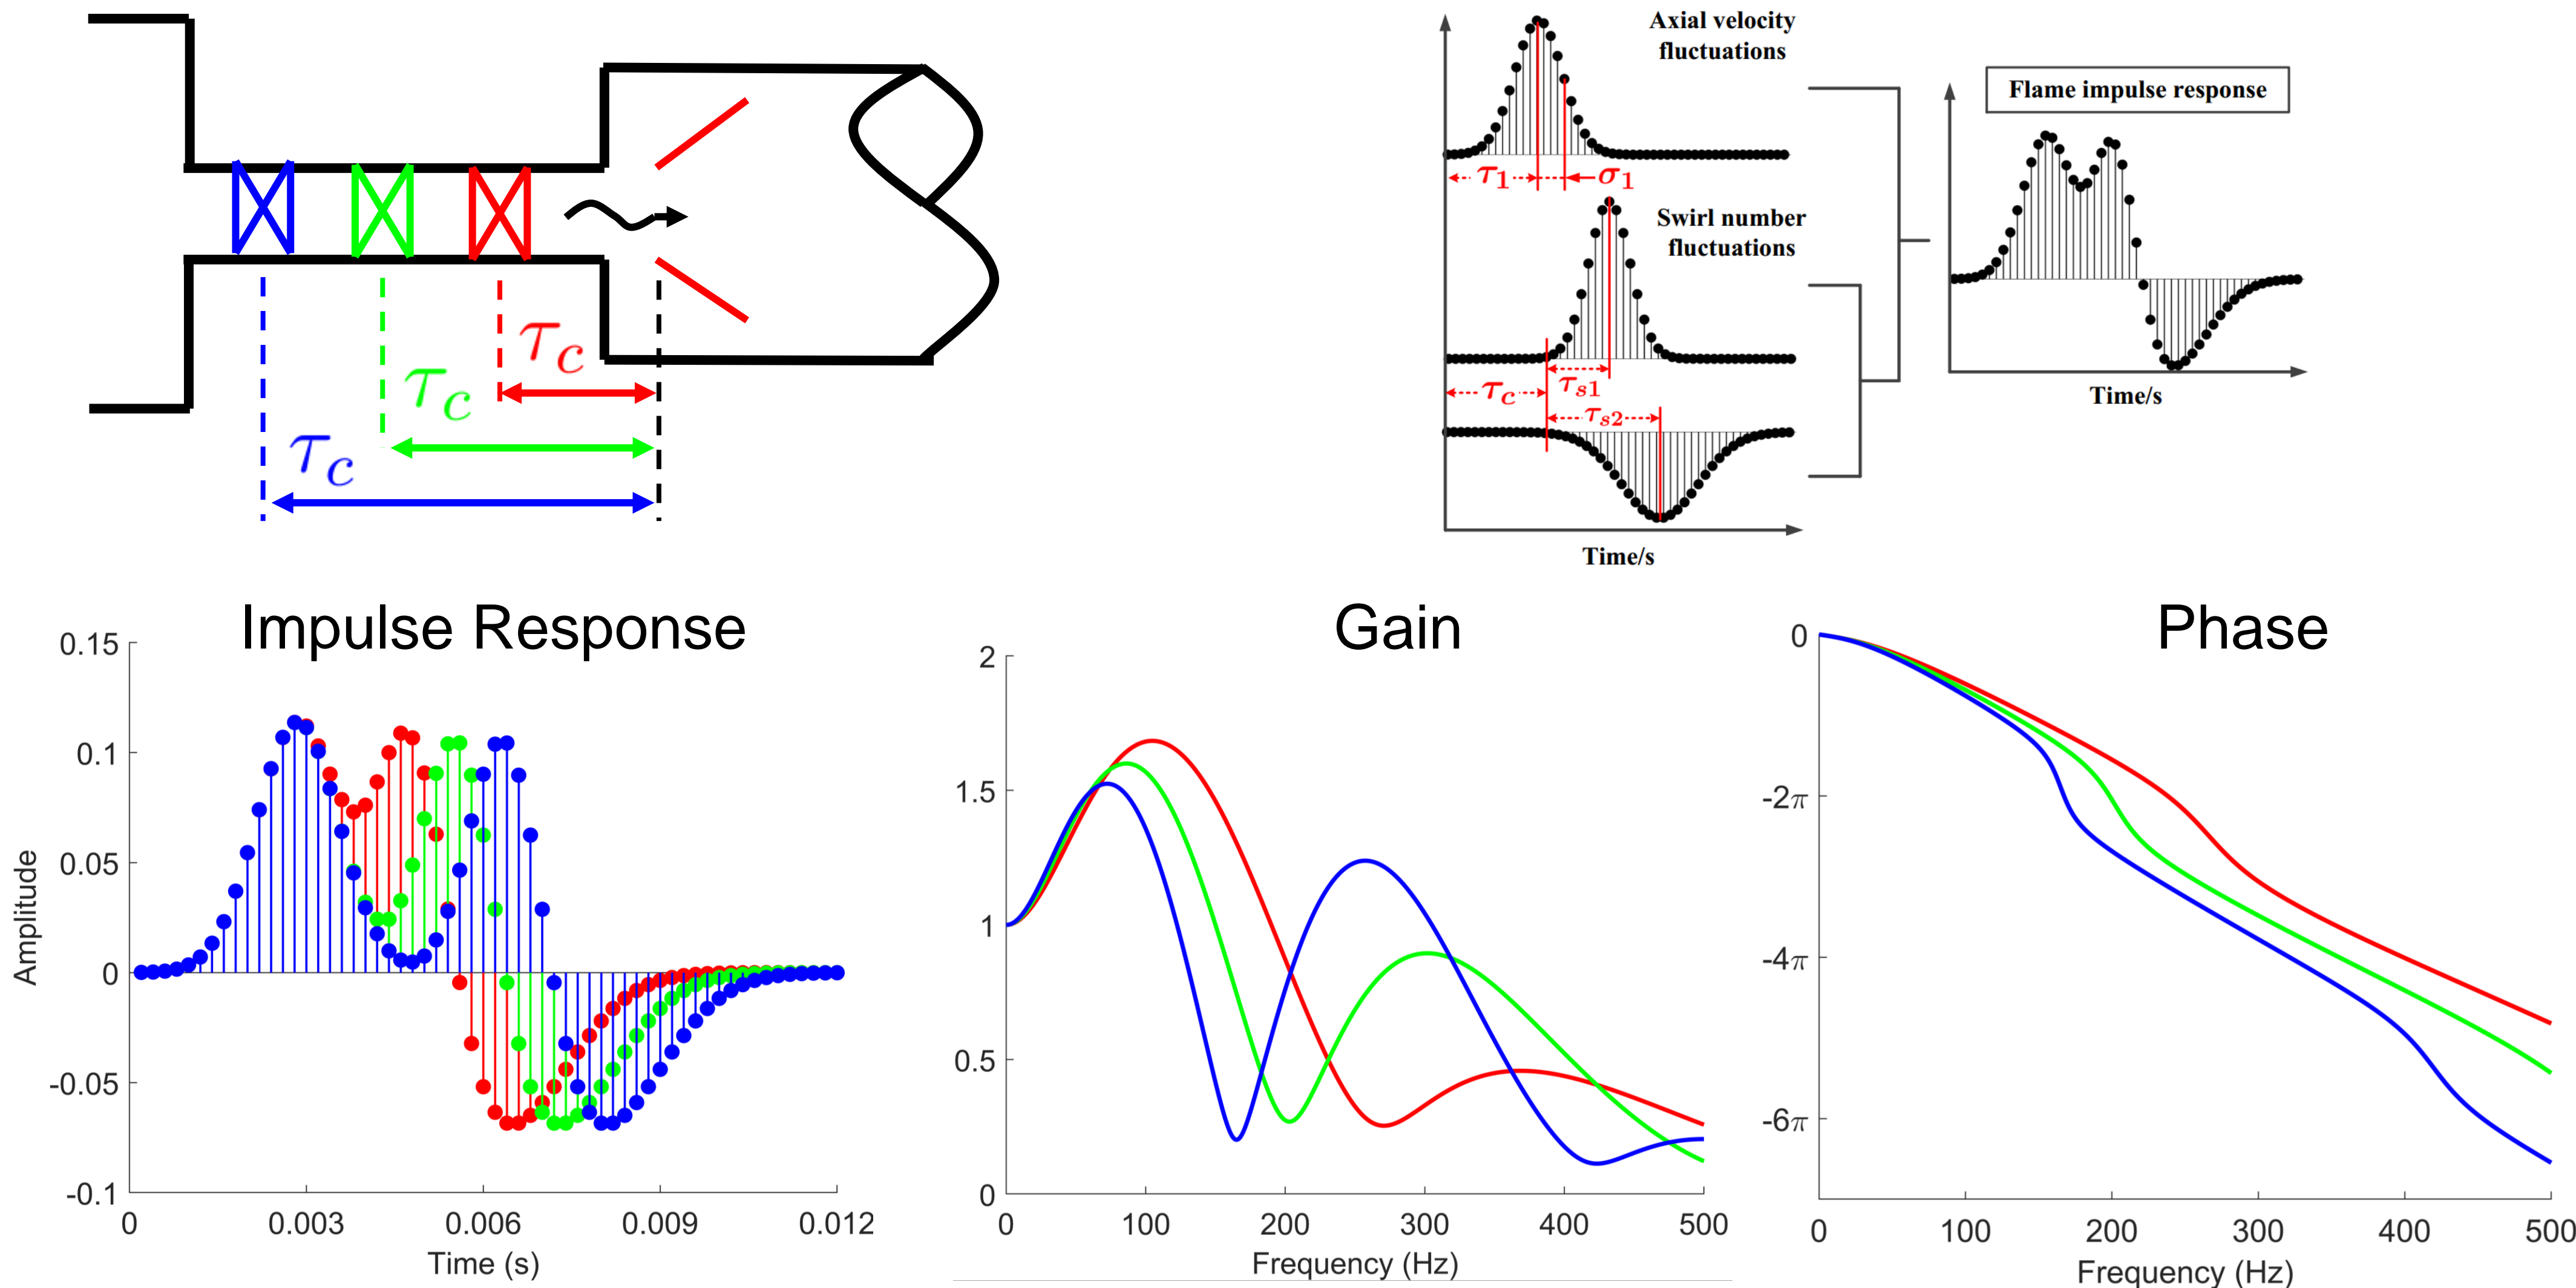 τc
τc
τc
Axial velocity
fluctuations
τ1
σ1
Swirl number
fluctuations
τc
τs1
τs2
Time/s
Flame impulse response
Time/s
Impulse Response
0.15
0.1
0.05
0
-0.05
-0.1
Amplitude
0 0.003 0.006 0.009 0.012
Time (s)
Gain
2
1.5
1
0.5
0
0 100 200 300 400 500
Frequency (Hz)
Phase
0
-2π
-4π
-6π
0 100 200 300 400 500
Frequency (Hz)